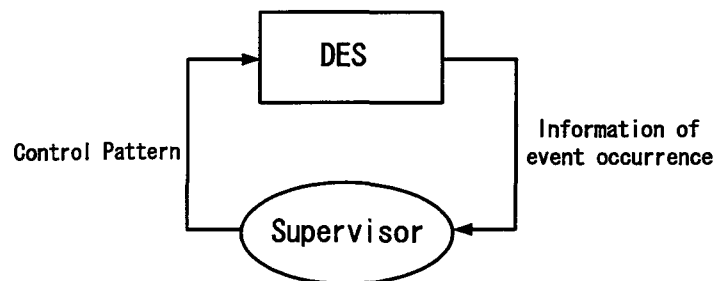 DES
Control Pattern
Information of
event occurrence
Supervisor